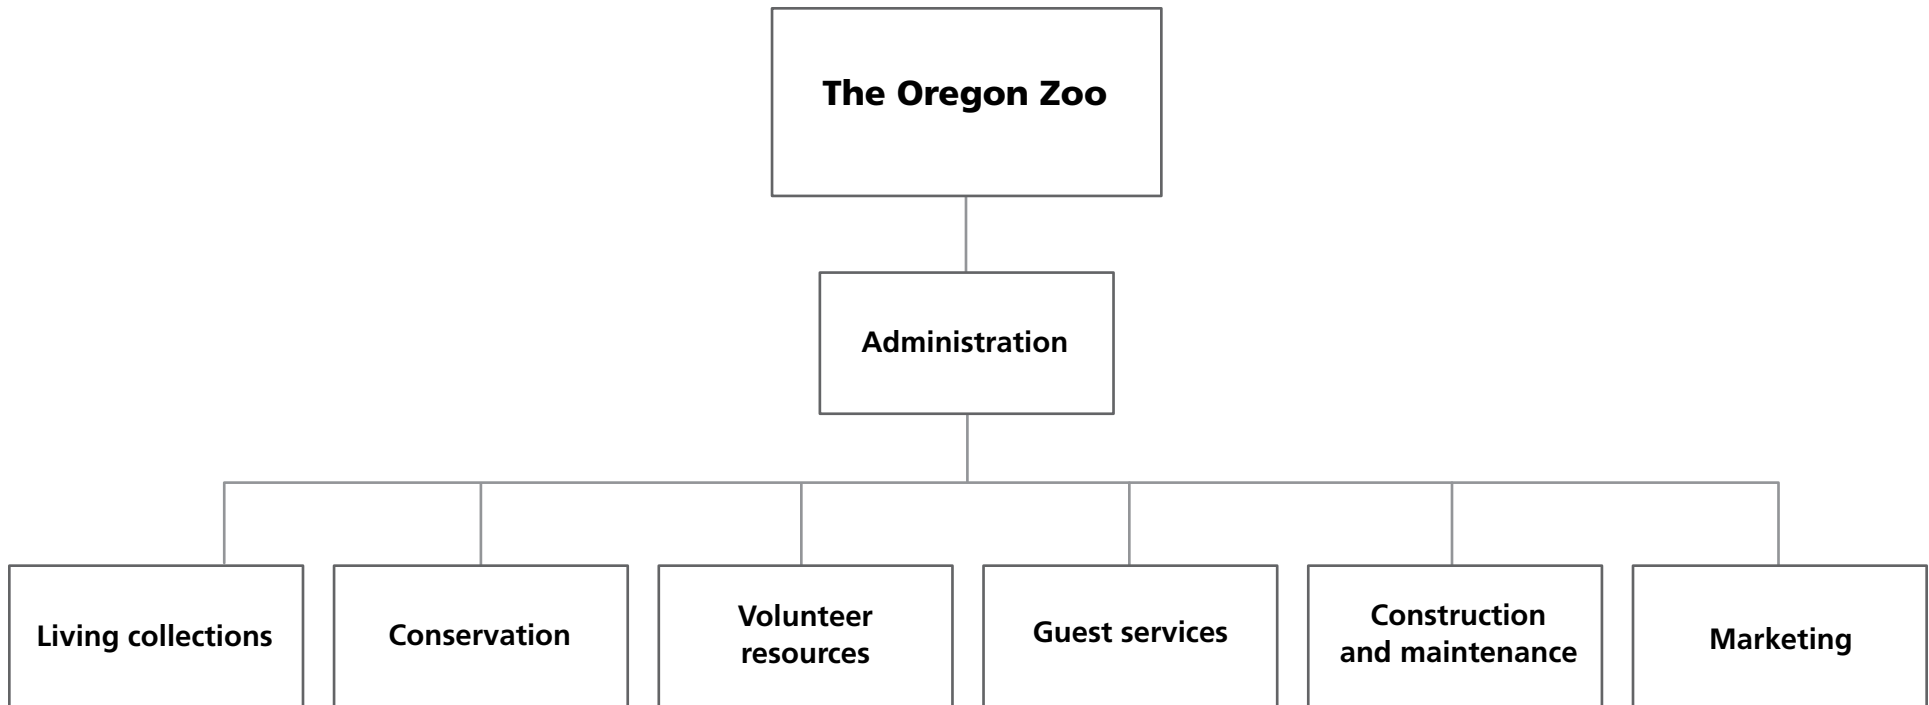 The Oregon Zoo
Administration
Living collections
Conservation
Volunteer
resources
Guest services
Construction
and maintenance
Marketing